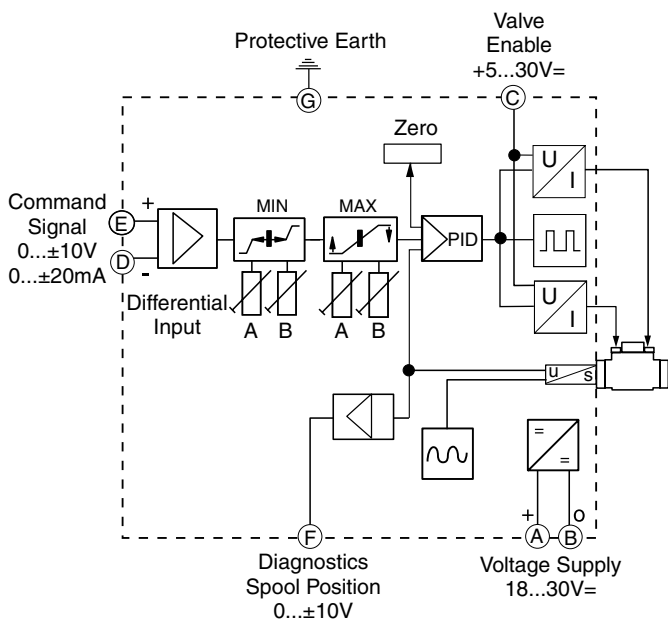 Protective Earth
G
Valve
Enable
+5...30V=
C
Zero
U
I
Command
Signal
0...±10V
0...±20mA
E
+
D
-
MIN
MAX
PID
Differential
Input
A
B
A
B
U
I
u
s
=
=
+
o
A
B
F
Diagnostics
Spool Position
0...±10V
Voltage Supply
18...30V=